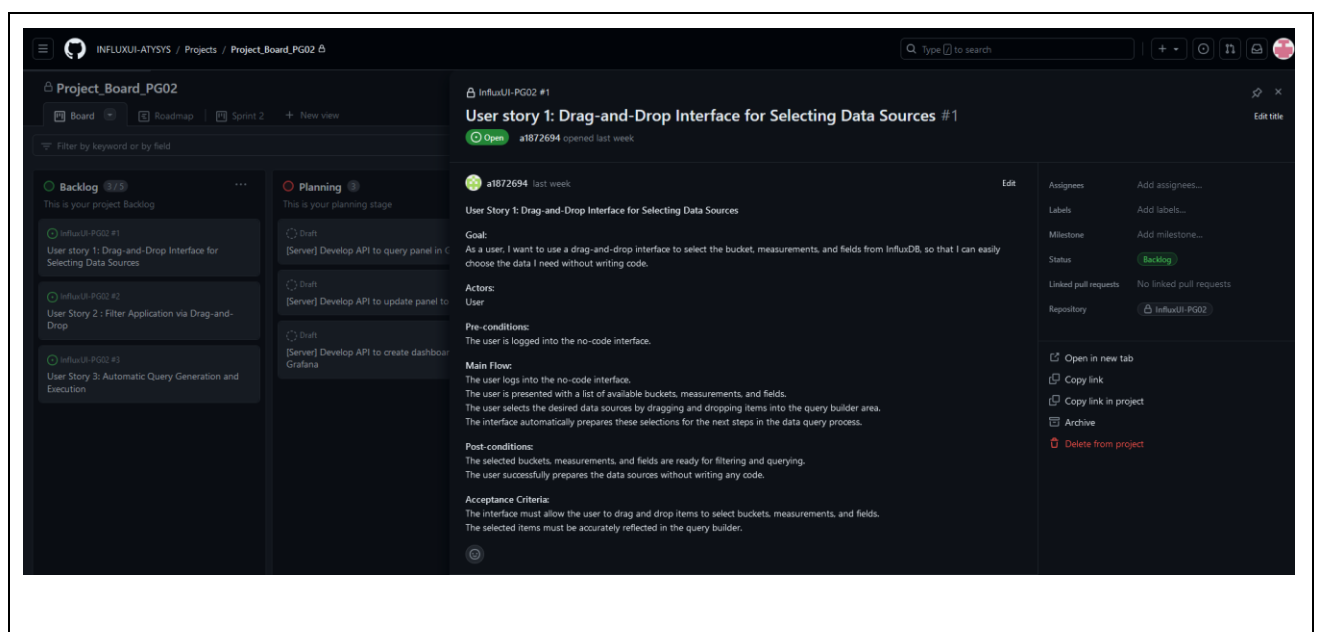 INFLUXUI-ATYSYS / Projects / Project_Board_PG02
Type / to search
Project_Board_PG02
Board
Roadmap
Sprint 2
+ New view
Filter by keyword or by field
Backlog 3 / 5
This is your project Backlog
InfluxUI-PG02 #1
User story 1: Drag-and-Drop Interface for
Selecting Data Sources
InfluxUI-PG02 #2
User Story 2 : Filter Application via Drag-and-
Drop
InfluxUI-PG02 #5
User Story 3: Automatic Query Generation and
Execution
Planning 3
This is your planning stage
Draft
[Server] Develop API to query panel in G
Draft
[Server] Develop API to update panel to
Draft
[Server] Develop API to create dashboar
Grafana
InfluxUI-PG02 #1
User story 1: Drag-and-Drop Interface for Selecting Data Sources #1
Edit title
Open
a1872694 opened last week
a1872694 last week
Edit
User Story 1: Drag-and-Drop Interface for Selecting Data Sources
Goal:
As a user, I want to use a drag-and-drop interface to select the bucket, measurements, and fields from InfluxDB, so that I can easily
choose the data I need without writing code.
Actors:
User
Pre-conditions:
The user is logged into the no-code interface.
Main Flow:
The user logs into the no-code interface.
The user is presented with a list of available buckets, measurements, and fields.
The user selects the desired data sources by dragging and dropping items into the query builder area.
The interface automatically prepares these selections for the next steps in the data query process.
Post-conditions:
The selected buckets, measurements, and fields are ready for filtering and querying.
The user successfully prepares the data sources without writing any code.
Acceptance Criteria:
The interface must allow the user to drag and drop items to select buckets, measurements, and fields.
The selected items must be accurately reflected in the query builder.
Assignees Add assignees...
Labels Add labels...
Milestone Add milestone...
Status Backlog
Linked pull requests No linked pull requests
Repository InfluxUI-PG02
Open in new tab
Copy link
Copy link in project
Archive
Delete from project